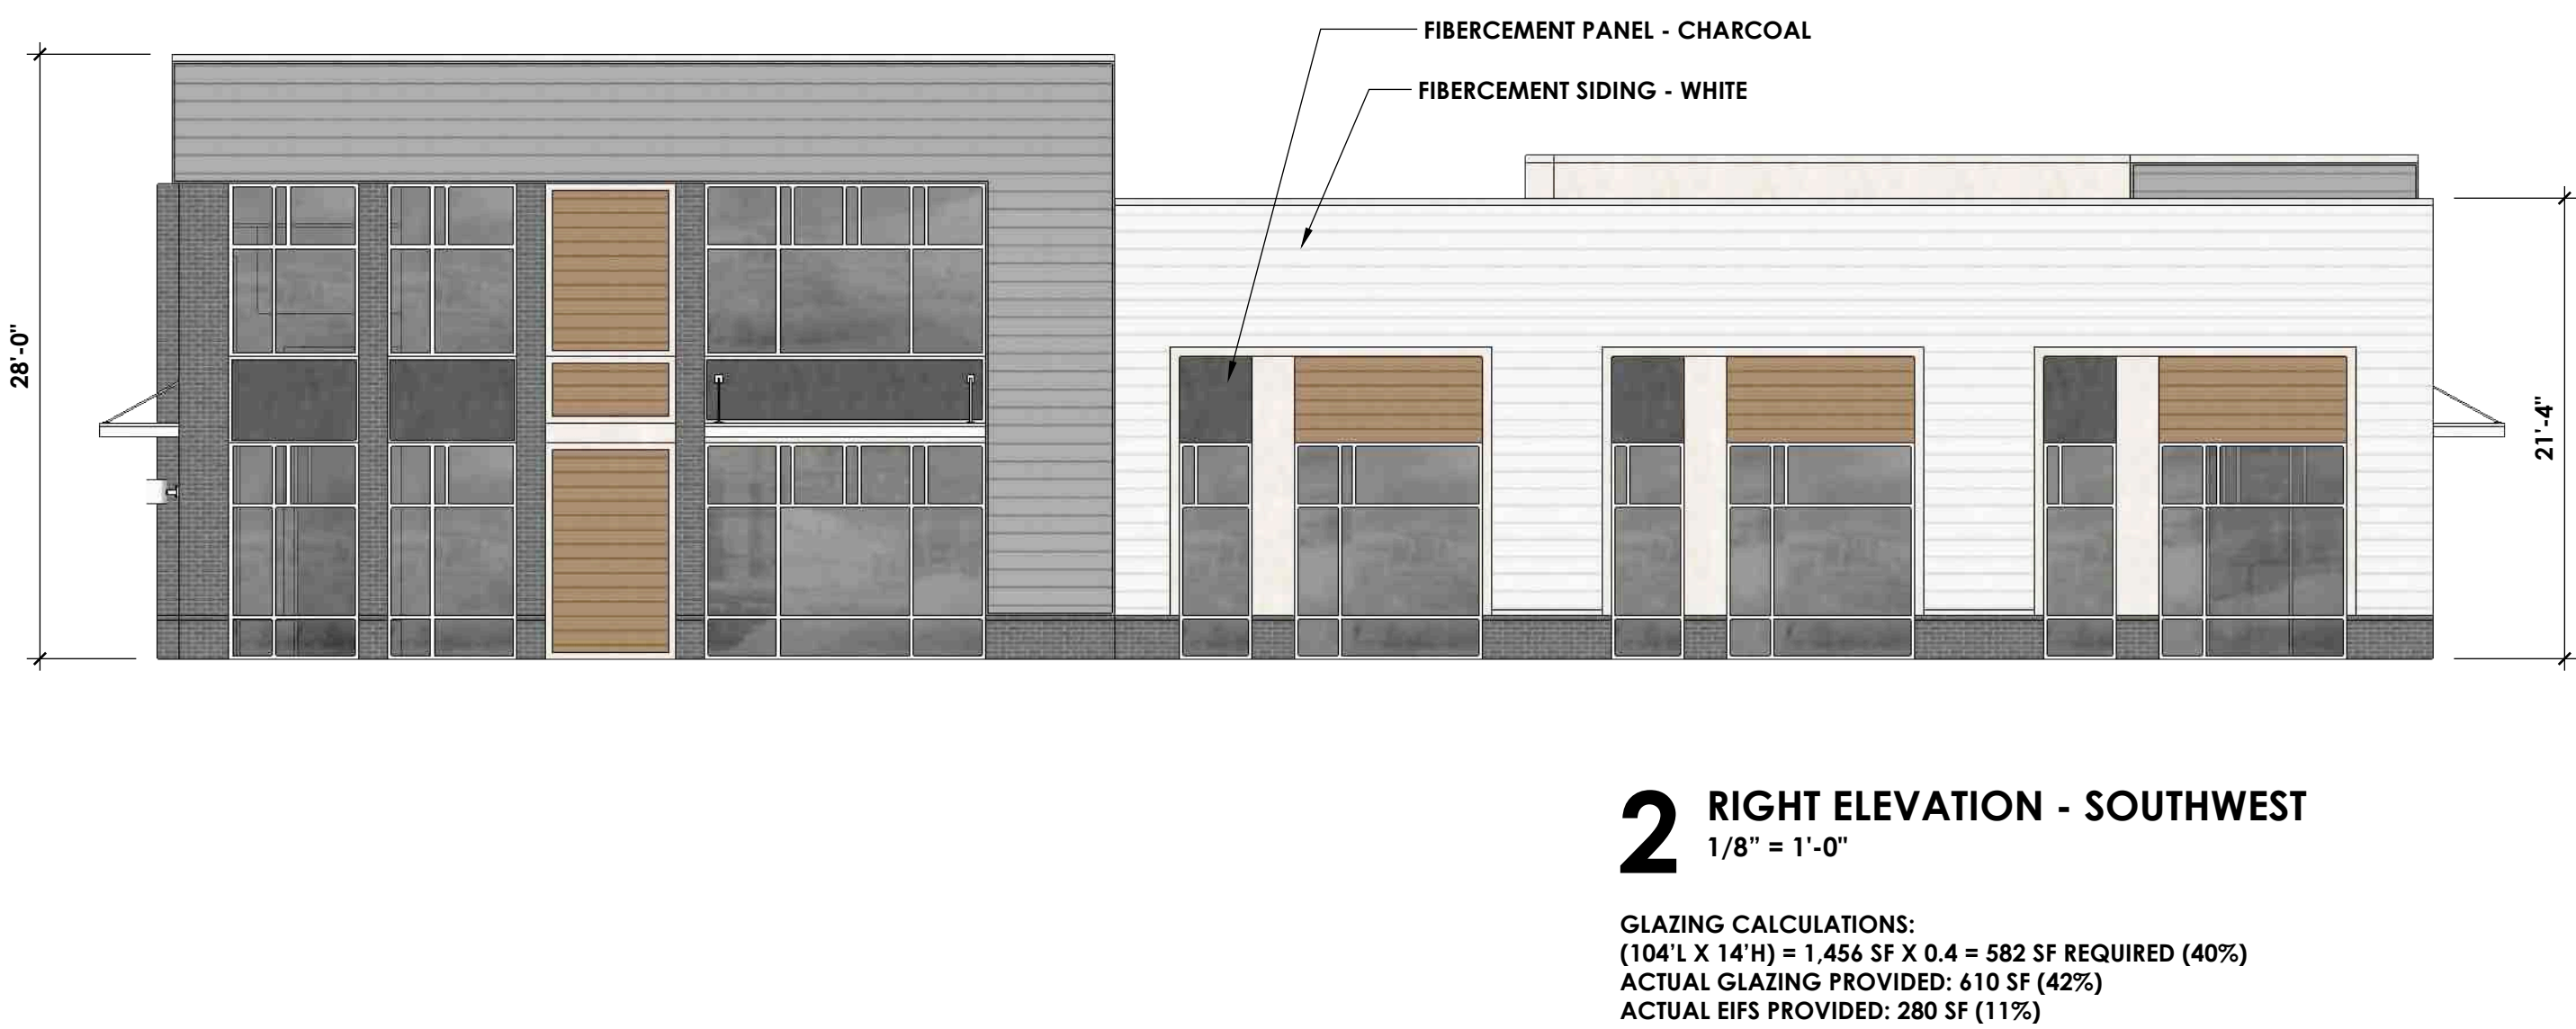 FIBERCEMENT PANEL - CHARCOAL
FIBERCEMENT SIDING - WHITE
28'-0"
21'-4"
2 RIGHT ELEVATION - SOUTHWEST
1/8” = 1'-0"
GLAZING CALCULATIONS:
(104’L X 14’H) = 1,456 SF X 0.4 = 582 SF REQUIRED (40%)
ACTUAL GLAZING PROVIDED: 610 SF (42%)
ACTUAL EIFS PROVIDED: 280 SF (11%)